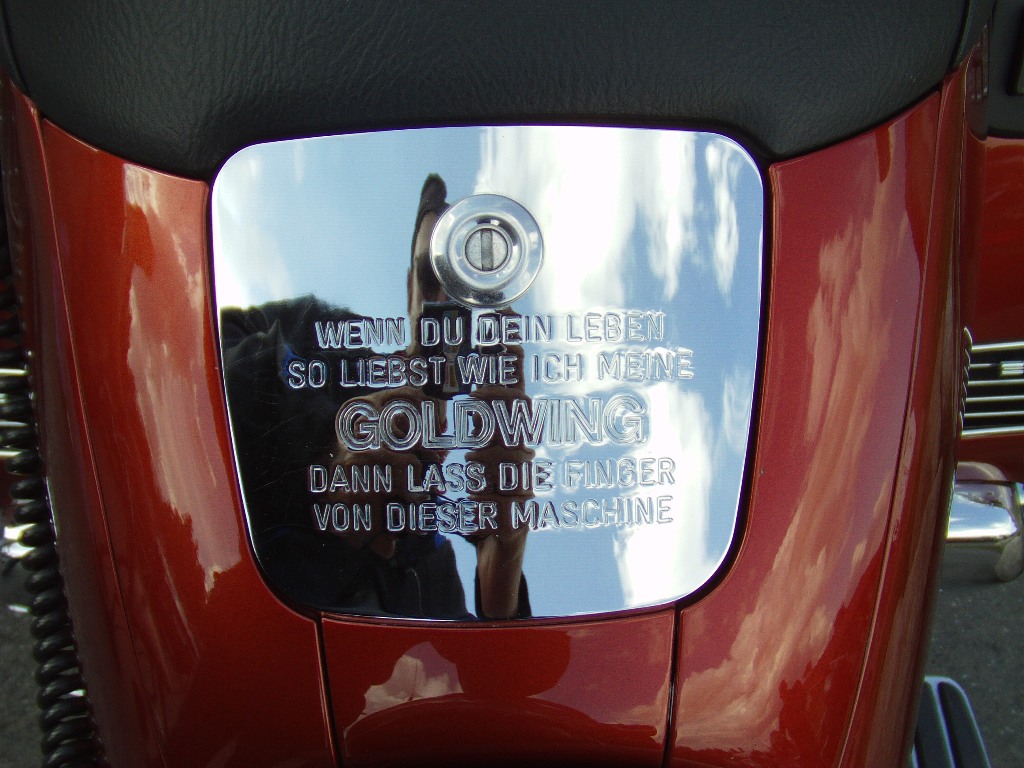 WENN DU DEIN LEBEN
SO LIEBST WIE ICH MEINE
GOLDWING
DANN LASS DIE FINGER
VON DIESER MASCHINE